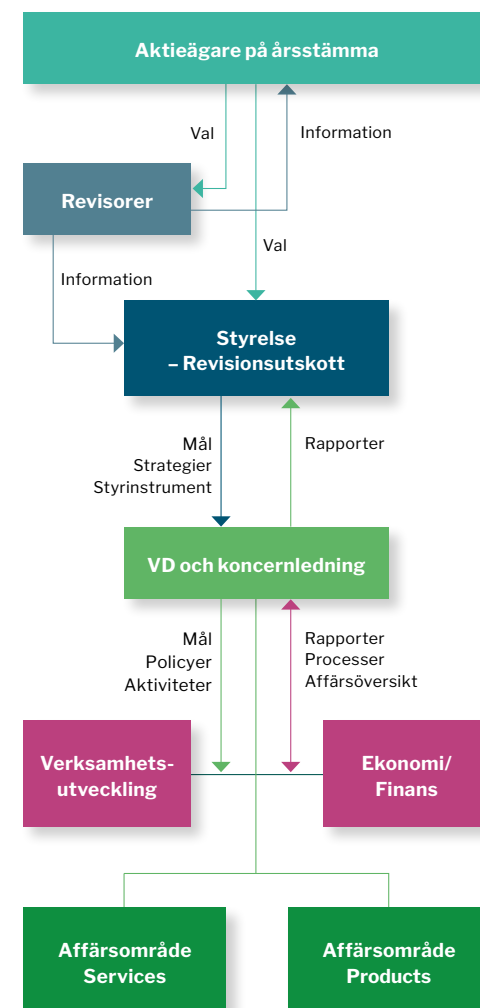 Aktieägare på årsstämma
Val
Information
Revisorer
Val
Information
Styrelse
– Revisionsutskott
Mål
Strategier
Styrinstrument
Rapporter
VD och koncernledning
Mål
Policyer
Aktiviteter
Rapporter
Processer
Affärsöversikt
Verksamhets-
utveckling
Ekonomi/
Finans
Affärsområde
Services
Affärsområde
Products